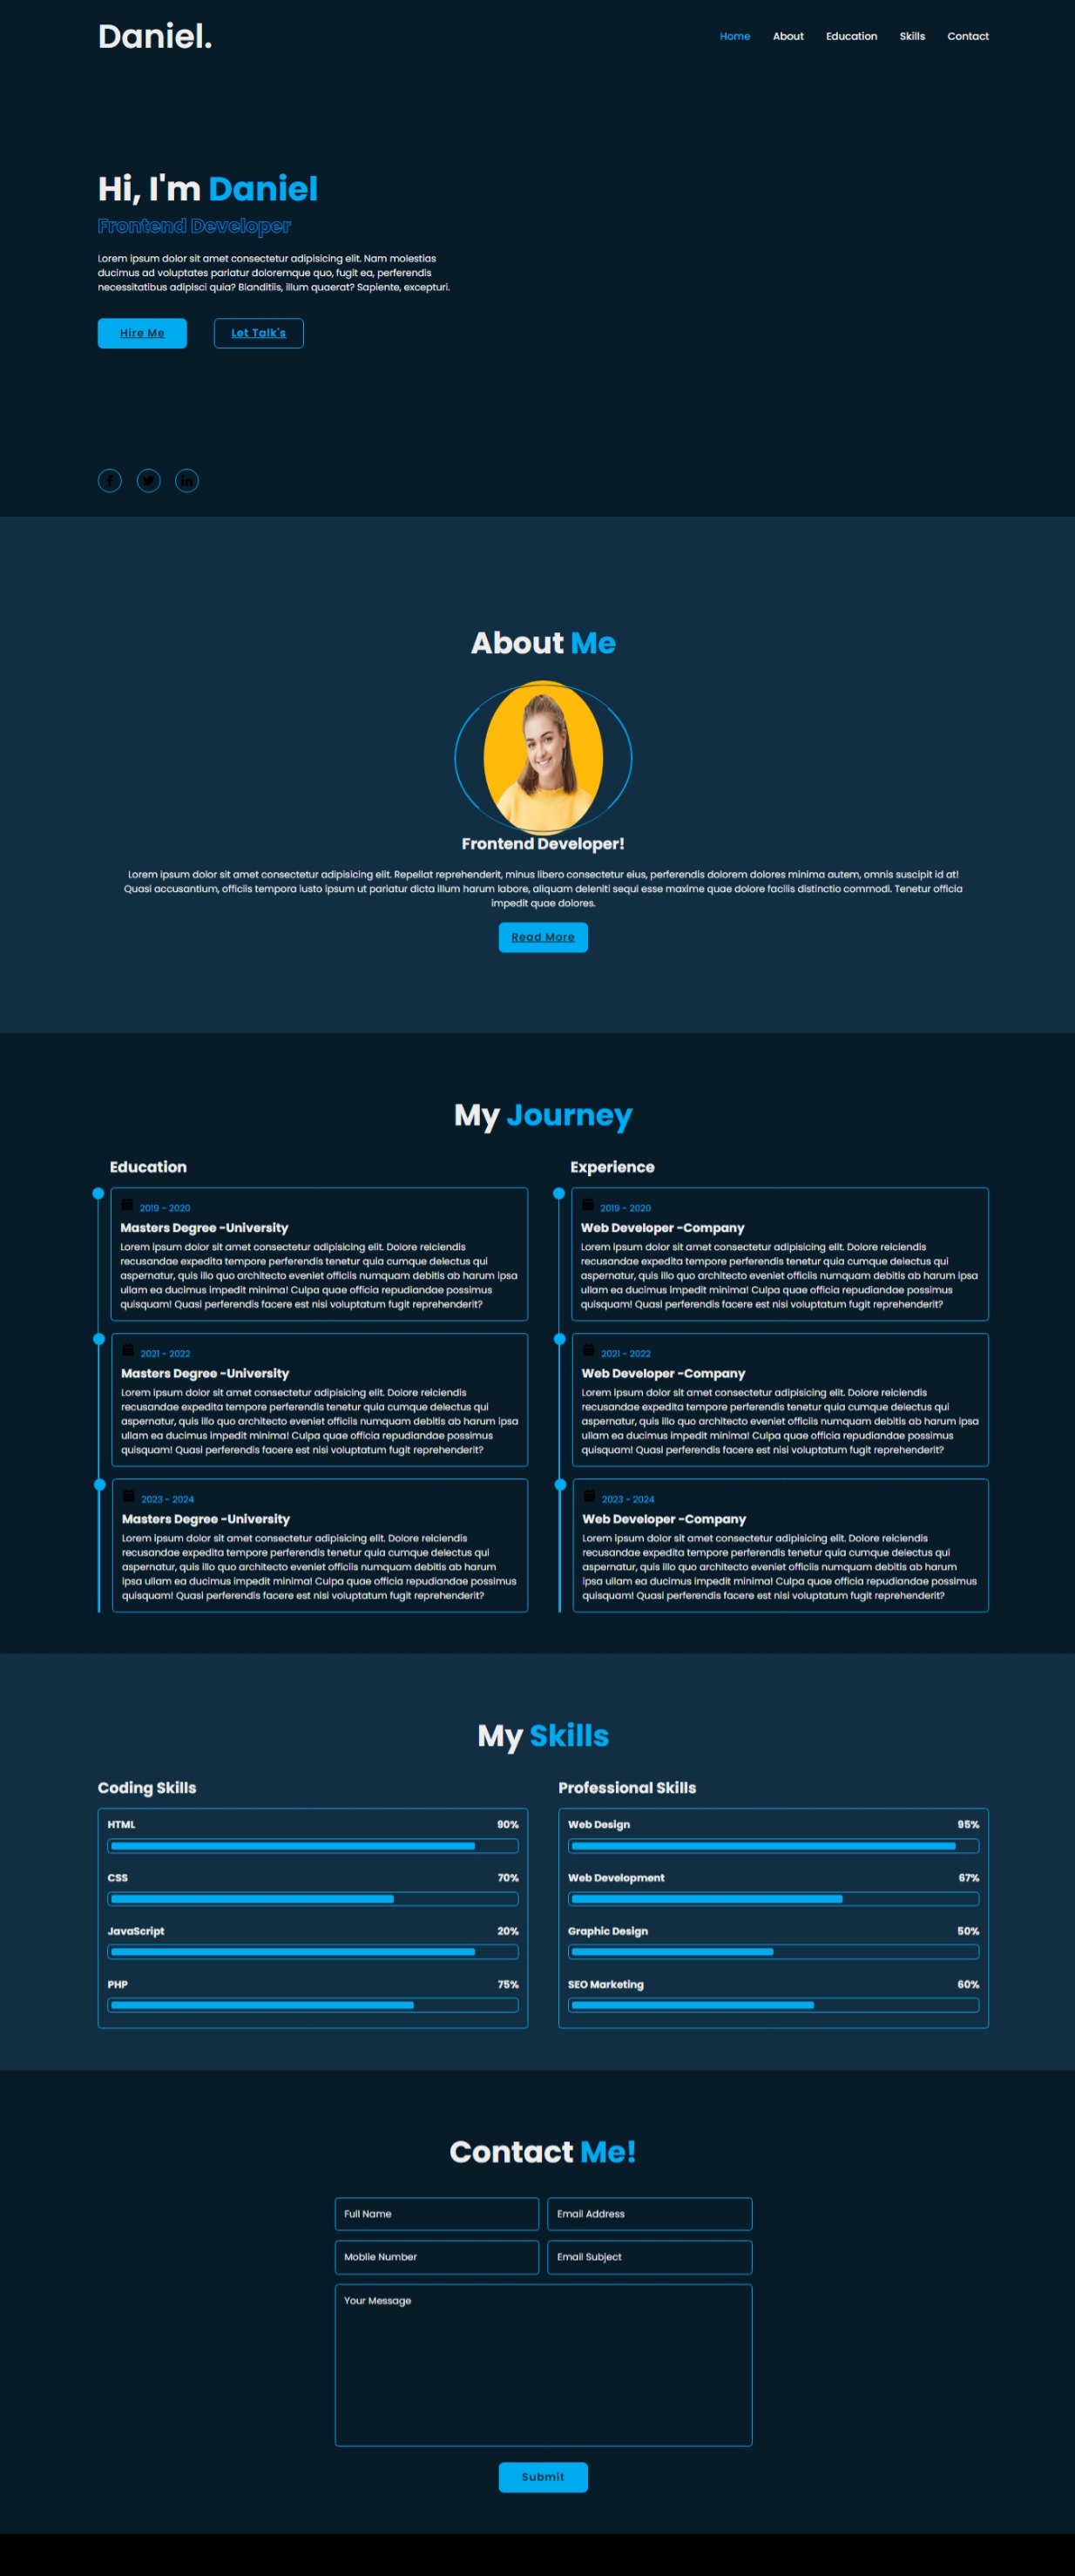 Daniel.
Home About Education Skills Contact
Hi, I'm Daniel
Frontend Developer
Lorem ipsum dolor sit amet consectetur adipisicing elit. Nam molestias
ducimus ad voluptates pariatur doloremque quo, fugit ea, perferendis
necessitatibus adipisci quia? Blanditiis, illum quaerat? Sapiente, excepturi.
Hire Me
Let Talk's
About Me
Frontend Developer!
Lorem ipsum dolor sit amet consectetur adipisicing elit. Repellat reprehenderit, minus libero consectetur eius, perferendis dolorem dolores minima autem, omnis suscipit id at!
Quasi accusantium, officiis tempora iusto ipsum ut pariatur dicta illum harum labore, aliquam deleniti sequi esse maxime quae dolore facilis distinctio commodi. Tenetur officia
impedit quae dolores.
Read More
My Journey
Education
2019 - 2020
Masters Degree -University
Lorem ipsum dolor sit amet consectetur adipisicing elit. Dolore reiciendis
recusandae expedita tempore perferendis tenetur quia cumque delectus qui
aspernatur, quis illo quo architecto eveniet officiis numquam debitis ab harum ipsa
ullam ea ducimus impedit minima! Culpa quae officia repudiandae possimus
quisquam! Quasi perferendis facere est nisi voluptatum fugit reprehenderit?
2021 - 2022
Masters Degree -University
Lorem ipsum dolor sit amet consectetur adipisicing elit. Dolore reiciendis
recusandae expedita tempore perferendis tenetur quia cumque delectus qui
aspernatur, quis illo quo architecto eveniet officiis numquam debitis ab harum ipsa
ullam ea ducimus impedit minima! Culpa quae officia repudiandae possimus
quisquam! Quasi perferendis facere est nisi voluptatum fugit reprehenderit?
2023 - 2024
Masters Degree -University
Lorem ipsum dolor sit amet consectetur adipisicing elit. Dolore reiciendis
recusandae expedita tempore perferendis tenetur quia cumque delectus qui
aspernatur, quis illo quo architecto eveniet officiis numquam debitis ab harum
ipsa ullam ea ducimus impedit minima! Culpa quae officia repudiandae possimus
quisquam! Quasi perferendis facere est nisi voluptatum fugit reprehenderit?
Experience
2019 - 2020
Web Developer -Company
Lorem ipsum dolor sit amet consectetur adipisicing elit. Dolore reiciendis
recusandae expedita tempore perferendis tenetur quia cumque delectus qui
aspernatur, quis illo quo architecto eveniet officiis numquam debitis ab harum ipsa
ullam ea ducimus impedit minima! Culpa quae officia repudiandae possimus
quisquam! Quasi perferendis facere est nisi voluptatum fugit reprehenderit?
2021 - 2022
Web Developer -Company
Lorem ipsum dolor sit amet consectetur adipisicing elit. Dolore reiciendis
recusandae expedita tempore perferendis tenetur quia cumque delectus qui
aspernatur, quis illo quo architecto eveniet officiis numquam debitis ab harum ipsa
ullam ea ducimus impedit minima! Culpa quae officia repudiandae possimus
quisquam! Quasi perferendis facere est nisi voluptatum fugit reprehenderit?
2023 - 2024
Web Developer -Company
Lorem ipsum dolor sit amet consectetur adipisicing elit. Dolore reiciendis
recusandae expedita tempore perferendis tenetur quia cumque delectus qui
aspernatur, quis illo quo architecto eveniet officiis numquam debitis ab harum
ipsa ullam ea ducimus impedit minima! Culpa quae officia repudiandae possimus
quisquam! Quasi perferendis facere est nisi voluptatum fugit reprehenderit?
My Skills
Coding Skills
HTML 90%
CSS 70%
JavaScript 20%
PHP 75%
Professional Skills
Web Design 95%
Web Development 67%
Graphic Design 50%
SEO Marketing 60%
Contact Me!
Full Name
Email Address
Moblie Number
Email Subject
Your Message
Submit